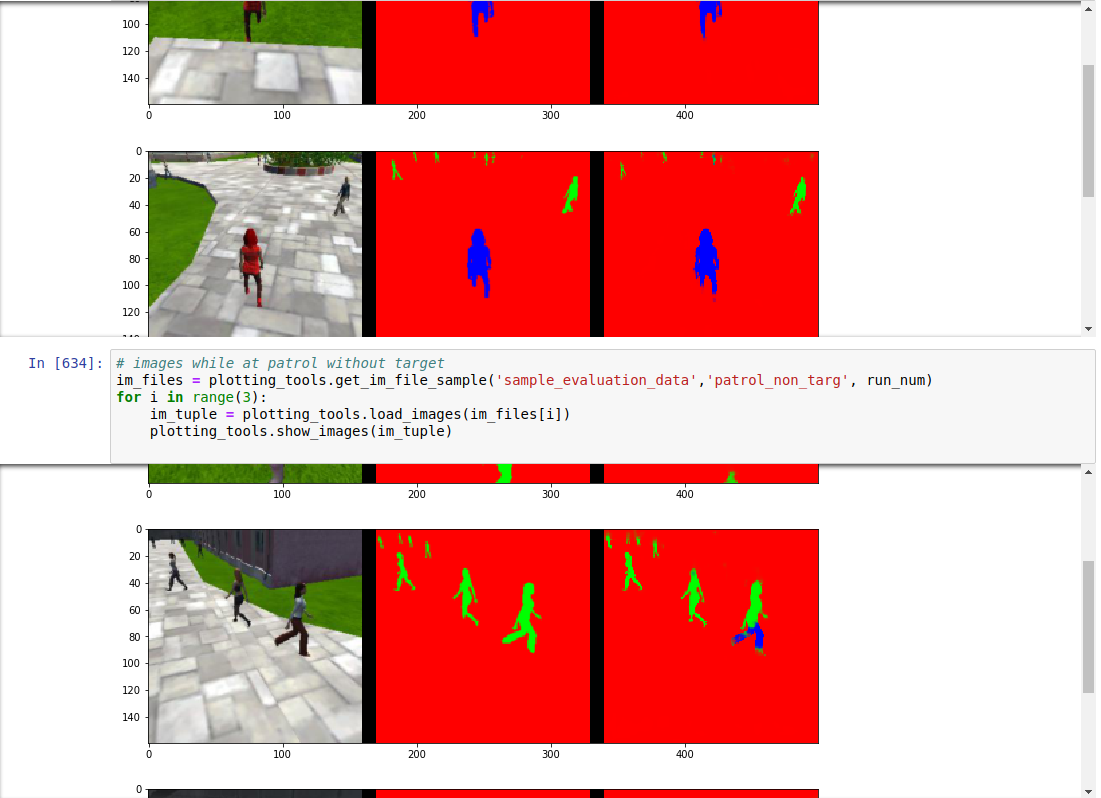 100
120
140
0 100 200 300 400
0
20
40
60
80
100
120
In [634]: # images while at patrol without target
im_files = plotting_tools.get_im_file_sample('sample_evaluation_data','patrol_non_targ', run_num)
for i in range(3):
    im_tuple = plotting_tools.load_images(im_files[i])
    plotting_tools.show_images(im_tuple)
0 100 200 300 400
0
20
40
60
80
100
120
140
0 100 200 300 400
0